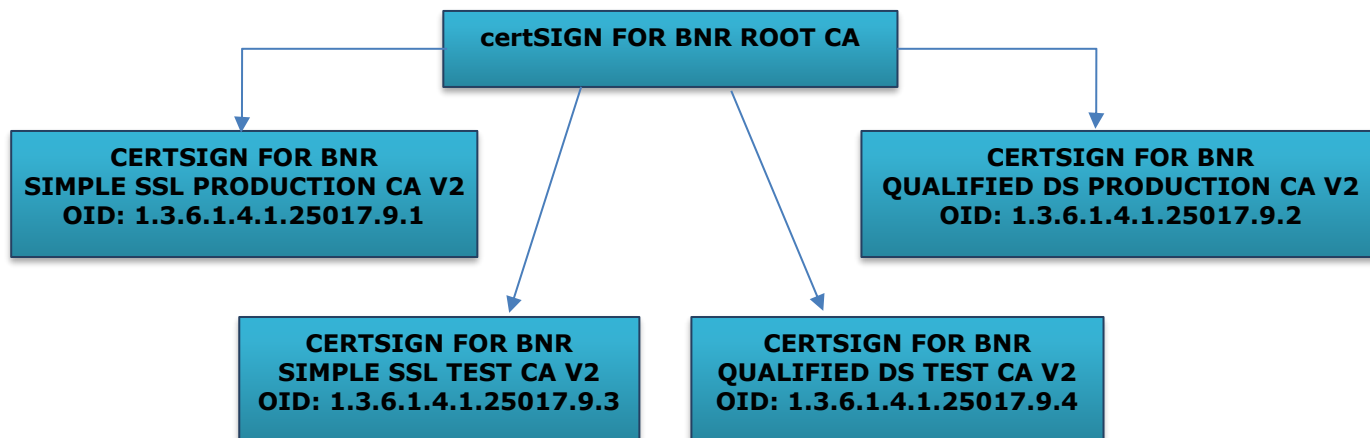 certSIGN FOR BNR ROOT CA
CERTSIGN FOR BNR
SIMPLE SSL PRODUCTION CA V2
OID: 1.3.6.1.4.1.25017.9.1
CERTSIGN FOR BNR
QUALIFIED DS PRODUCTION CA V2
OID: 1.3.6.1.4.1.25017.9.2
CERTSIGN FOR BNR
SIMPLE SSL TEST CA V2
OID: 1.3.6.1.4.1.25017.9.3
CERTSIGN FOR BNR
QUALIFIED DS TEST CA V2
OID: 1.3.6.1.4.1.25017.9.4